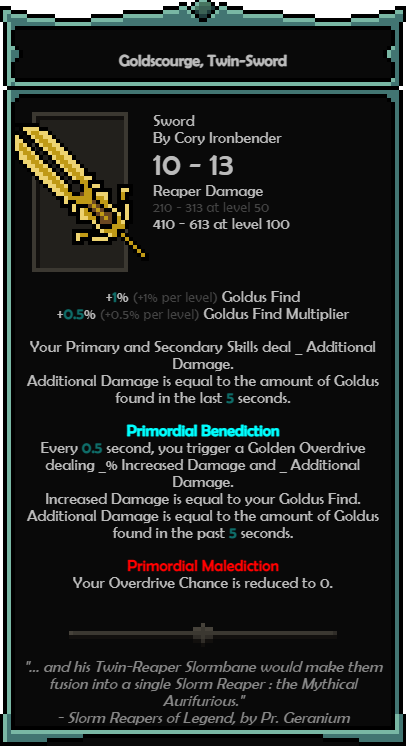 Goldscourge, Twin-Sword
Sword
By Cory Ironbender
10 - 13
Reaper Damage
210 - 313 at level 50
410 - 613 at level 100
+1% (+1% per level) Goldus Find
+0.5% (+0.5% per level) Goldus Find Multiplier
Your Primary and Secondary Skills deal _ Additional
Damage.
Additional Damage is equal to the amount of Goldus
found in the last 5 seconds.
Primordial Benediction
Every 0.5 second, you trigger a Golden Overdrive
dealing _% Increased Damage and _ Additional
Damage.
Increased Damage is equal to your Goldus Find.
Additional Damage is equal to the amount of Goldus
found in the past 5 seconds.
Primordial Malediction
Your Overdrive Chance is reduced to 0.
"... and his Twin-Reaper Slormbane would make them
fusion into a single Slorm Reaper : the Mythical
Aurifurious."
- Slorm Reapers of Legend, by Pr. Geranium